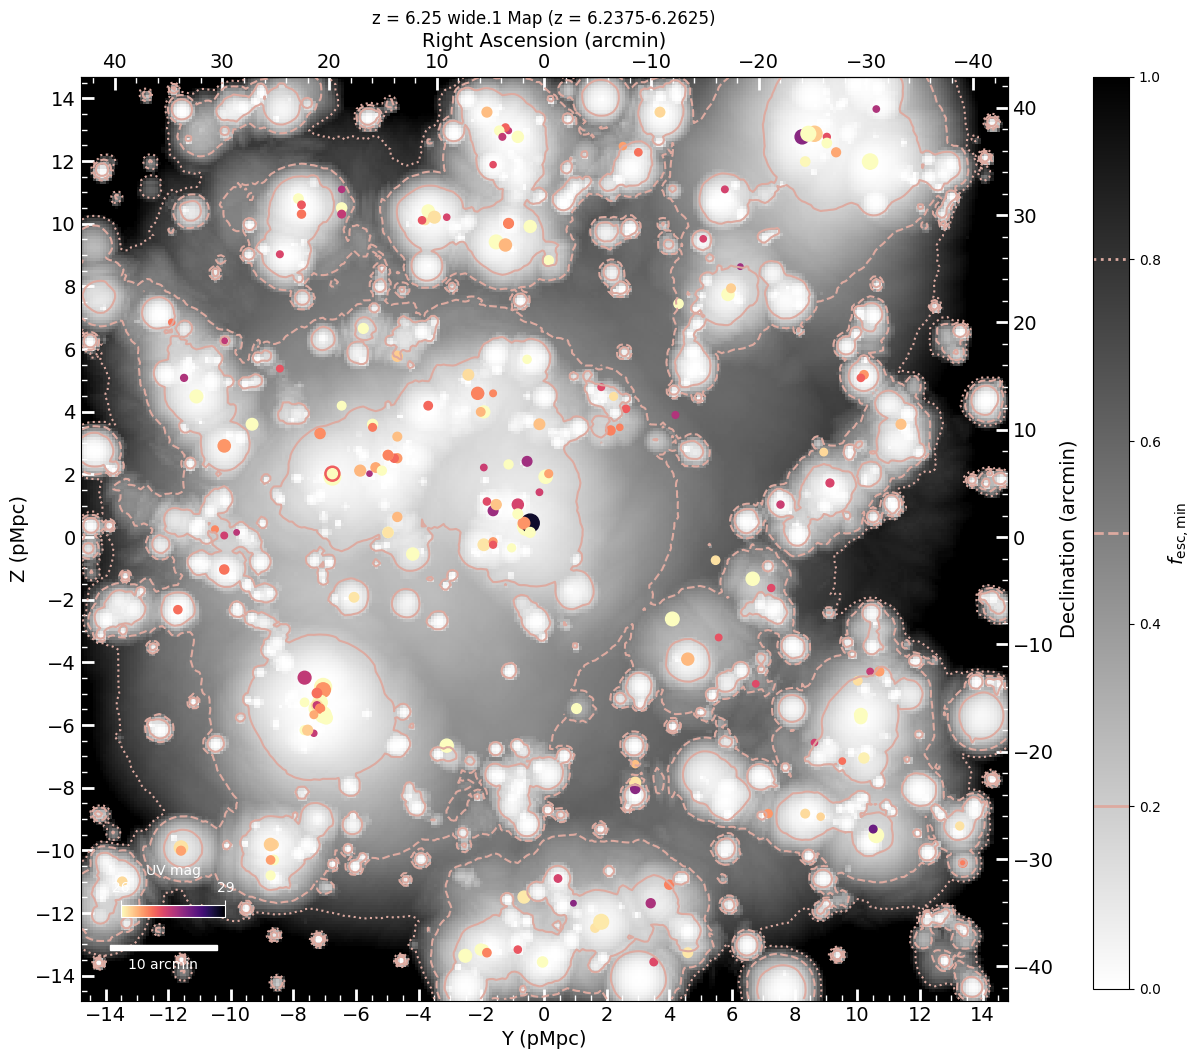 z = 6.25 wide.1 Map (z = 6.2375-6.2625)
Right Ascension (arcmin)
40 30 20 10 0 −10 −20 −30 −40
14 12 10 8 6 4 2 0 −2 −4 −6 −8 −10 −12 −14
Z (pMpc)
40 30 20 10 0 −10 −20 −30 −40
Declination (arcmin)
1.0 0.8 0.6 0.4 0.2 0.0
f_esc,min
UV mag
29
10 arcmin
−14 −12 −10 −8 −6 −4 −2 0 2 4 6 8 10 12 14
Y (pMpc)